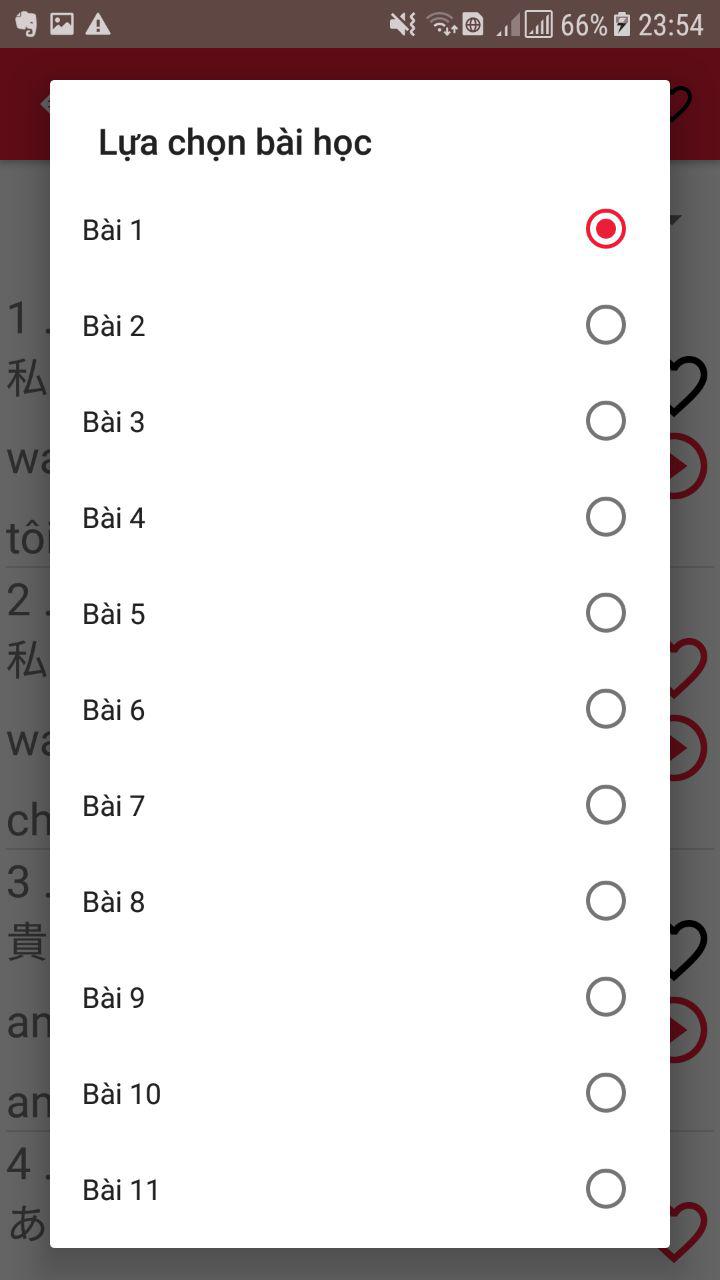 66% 23:54
Lựa chọn bài học
Bài 1
Bài 2
Bài 3
Bài 4
Bài 5
Bài 6
Bài 7
Bài 8
Bài 9
Bài 10
Bài 11
1 .
私
wa
tôi
2 .
私
wa
ch
3 .
貴
an
an
4 .
あ